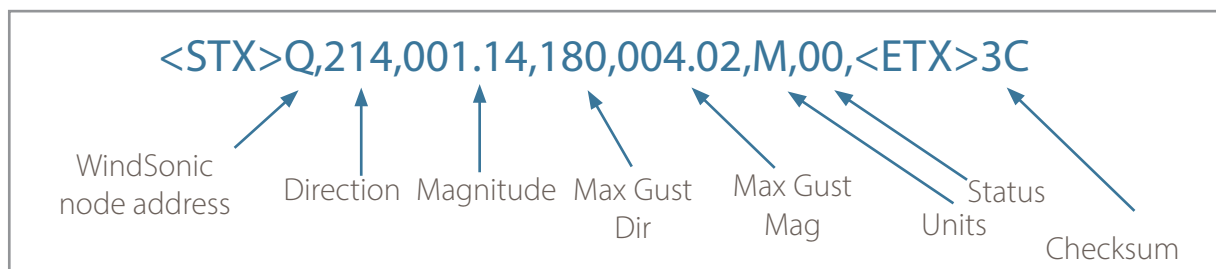 <STX>Q,214,001.14,180,004.02,M,00,<ETX>3C
WindSonic
node address
Direction
Magnitude
Max Gust
Dir
Max Gust
Mag
Units
Status
Checksum